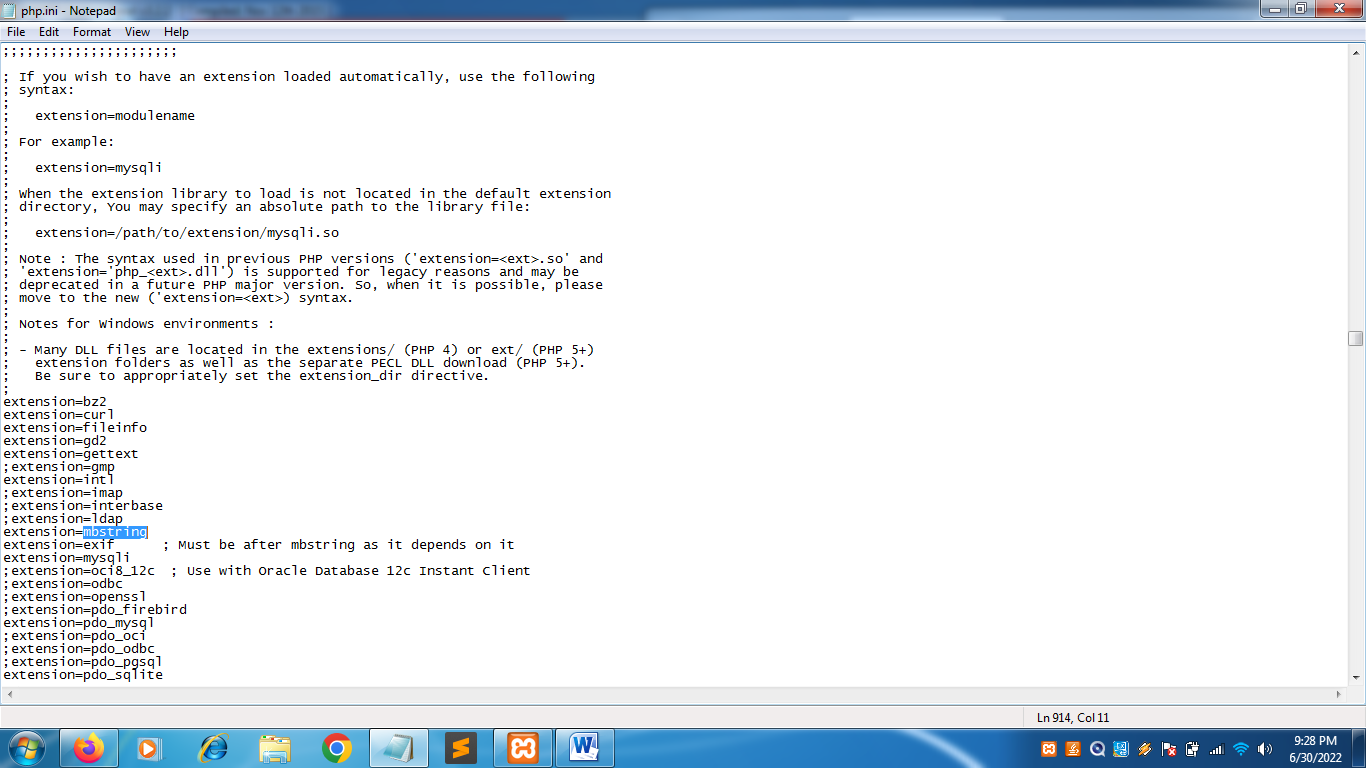 php.ini - Notepad
File Edit Format View Help
;;;;;;;;;;;;;;;;;;;;;;
; If you wish to have an extension loaded automatically, use the following
; syntax:
;
;   extension=modulename
;
; For example:
;
;   extension=mysqli
;
; When the extension library to load is not located in the default extension
; directory, You may specify an absolute path to the library file:
;
;   extension=/path/to/extension/mysqli.so
;
; Note : The syntax used in previous PHP versions ('extension=<ext>.so' and
; 'extension='php_<ext>.dll') is supported for legacy reasons and may be
; deprecated in a future PHP major version. So, when it is possible, please
; move to the new ('extension=<ext>) syntax.
;
; Notes for Windows environments :
;
; - Many DLL files are located in the extensions/ (PHP 4) or ext/ (PHP 5+)
;   extension folders as well as the separate PECL DLL download (PHP 5+).
;   Be sure to appropriately set the extension_dir directive.
;
extension=bz2
extension=curl
extension=fileinfo
extension=gd2
extension=gettext
;extension=gmp
extension=intl
;extension=imap
;extension=interbase
;extension=ldap
extension=mbstring
extension=exif      ; Must be after mbstring as it depends on it
extension=mysqli
;extension=oci8_12c  ; Use with Oracle Database 12c Instant Client
;extension=odbc
;extension=openssl
;extension=pdo_firebird
extension=pdo_mysql
;extension=pdo_oci
;extension=pdo_odbc
;extension=pdo_pgsql
extension=pdo_sqlite
Ln 914, Col 11
9:28 PM
6/30/2022